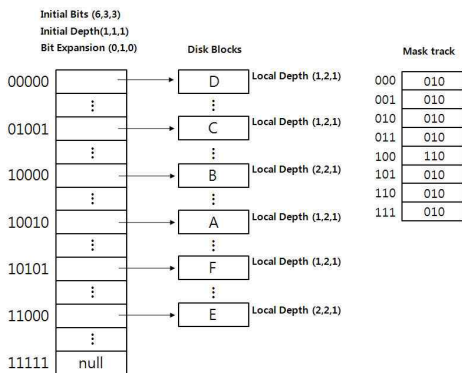 Initial Bits (6,3,3)
Initial Depth(1,1,1)
Bit Expansion (0,1,0)
Disk Blocks
Mask track
00000
D
Local Depth (1,2,1)
⋮
⋮
01001
C
Local Depth (1,2,1)
⋮
⋮
10000
B
Local Depth (2,2,1)
⋮
⋮
10010
A
Local Depth (1,2,1)
⋮
⋮
10101
F
Local Depth (1,2,1)
⋮
⋮
11000
E
Local Depth (2,2,1)
⋮
11111
null
000 010
001 010
010 010
011 010
100 110
101 010
110 010
111 010